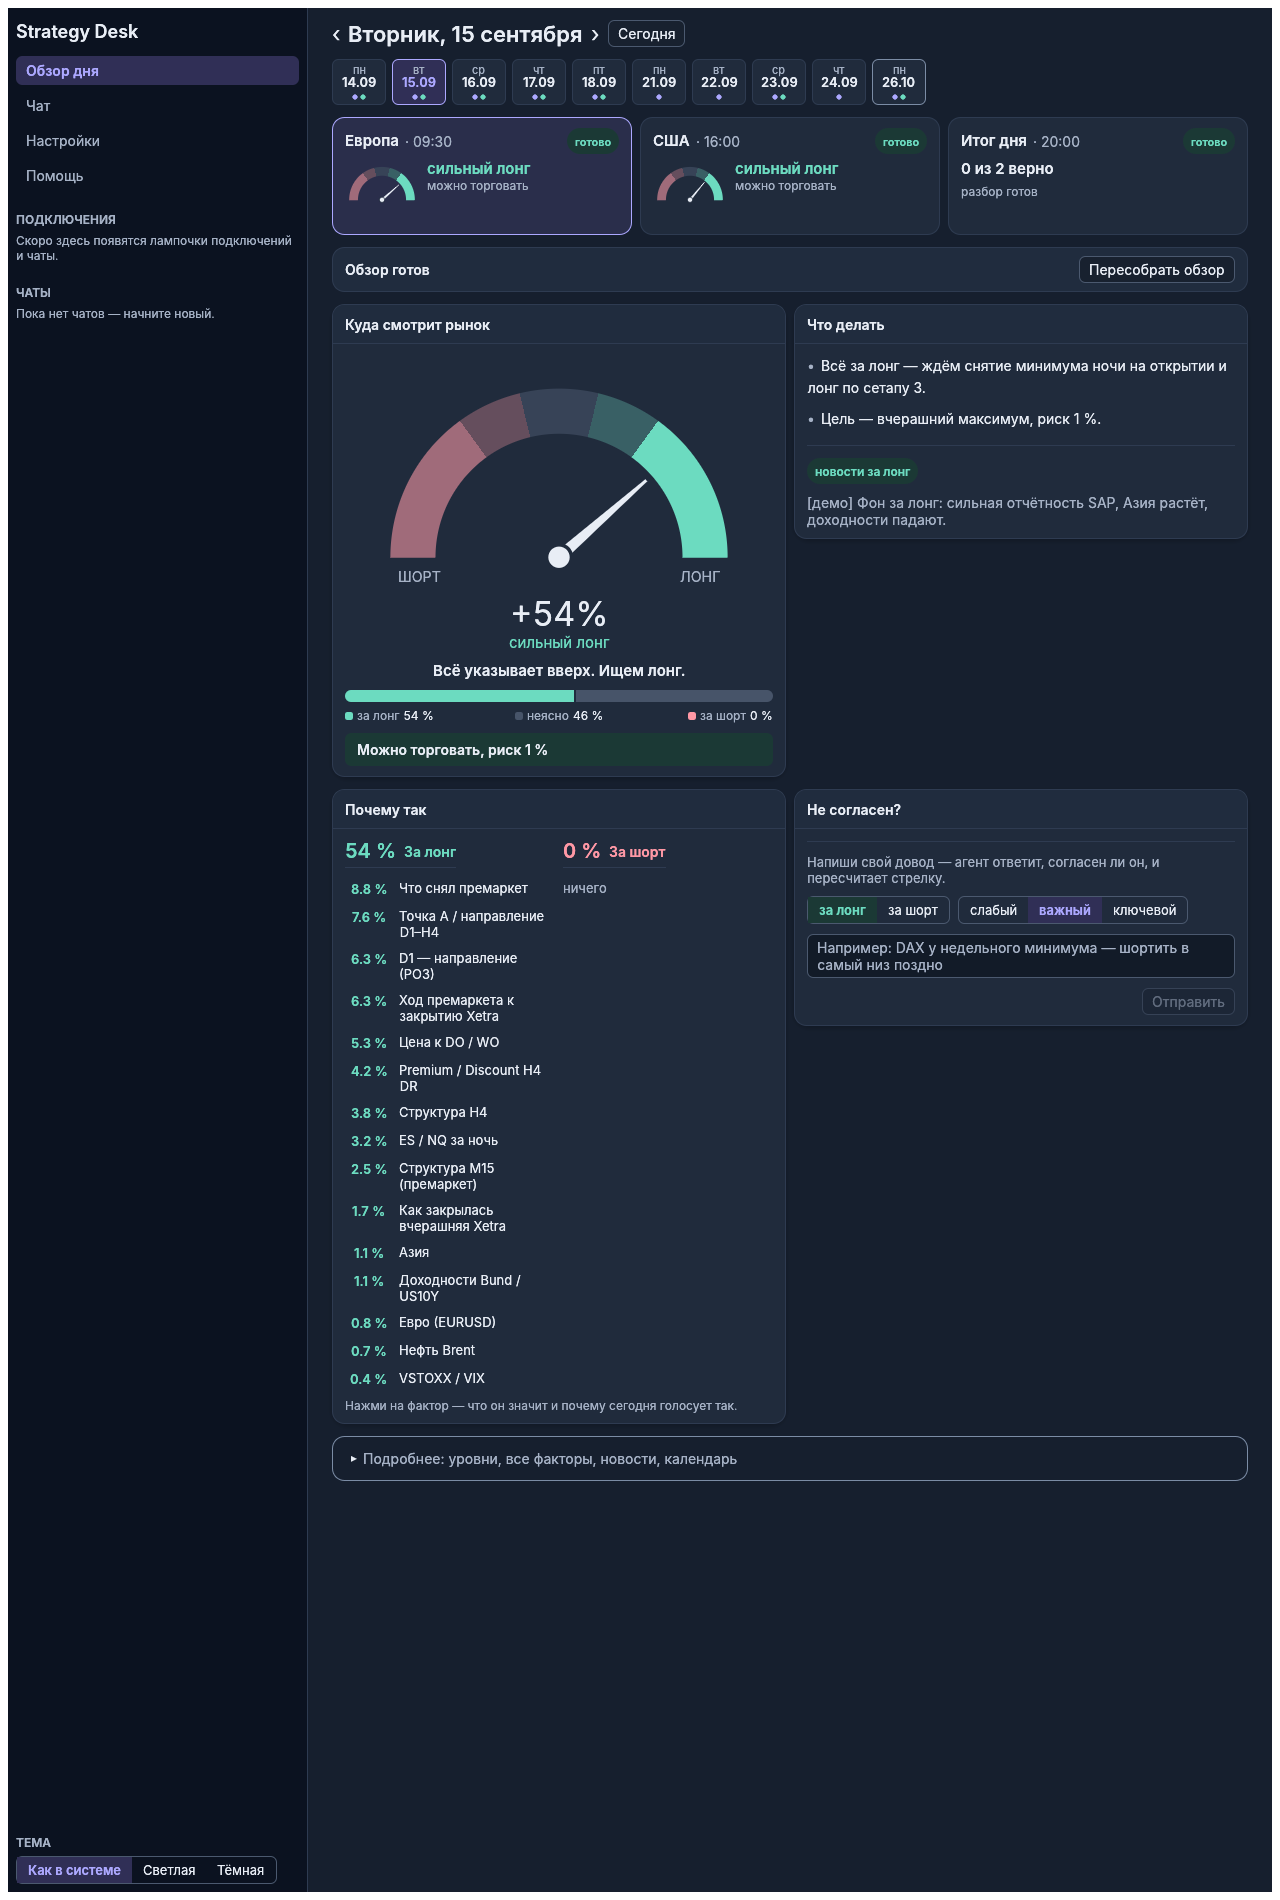 Strategy Desk
Обзор дня
Чат
Настройки
Помощь
ПОДКЛЮЧЕНИЯ
Скоро здесь появятся лампочки подключений
и чаты.
ЧАТЫ
Пока нет чатов — начните новый.
ТЕМА
Как в системе Светлая Тёмная
‹ Вторник, 15 сентября › Сегодня
пн вт ср чт пт пн вт ср чт пн
14.09 15.09 16.09 17.09 18.09 21.09 22.09 23.09 24.09 26.10
Европа · 09:30 готово
СИЛЬНЫЙ ЛОНГ
можно торговать
США · 16:00 готово
СИЛЬНЫЙ ЛОНГ
можно торговать
Итог дня · 20:00 готово
0 из 2 верно
разбор готов
Обзор готов Пересобрать обзор
Куда смотрит рынок
ШОРТ ЛОНГ
+54%
СИЛЬНЫЙ ЛОНГ
Всё указывает вверх. Ищем лонг.
за лонг 54 % неясно 46 % за шорт 0 %
Можно торговать, риск 1 %
Что делать
• Всё за лонг — ждём снятие минимума ночи на открытии и
лонг по сетапу 3.
• Цель — вчерашний максимум, риск 1 %.
новости за лонг
[демо] Фон за лонг: сильная отчётность SAP, Азия растёт,
доходности падают.
Почему так
54 % За лонг 0 % За шорт
ничего
8.8 % Что снял премаркет
7.6 % Точка А / направление
D1–H4
6.3 % D1 — направление
(PO3)
6.3 % Ход премаркета к
закрытию Xetra
5.3 % Цена к DO / WO
4.2 % Premium / Discount H4
DR
3.8 % Структура H4
3.2 % ES / NQ за ночь
2.5 % Структура M15
(премаркет)
1.7 % Как закрылась
вчерашняя Xetra
1.1 % Азия
1.1 % Доходности Bund /
US10Y
0.8 % Евро (EURUSD)
0.7 % Нефть Brent
0.4 % VSTOXX / VIX
Нажми на фактор — что он значит и почему сегодня голосует так.
Не согласен?
Напиши свой довод — агент ответит, согласен ли он, и
пересчитает стрелку.
за лонг за шорт слабый важный ключевой
Например: DAX у недельного минимума — шортить в
самый низ поздно
Отправить
▸ Подробнее: уровни, все факторы, новости, календарь